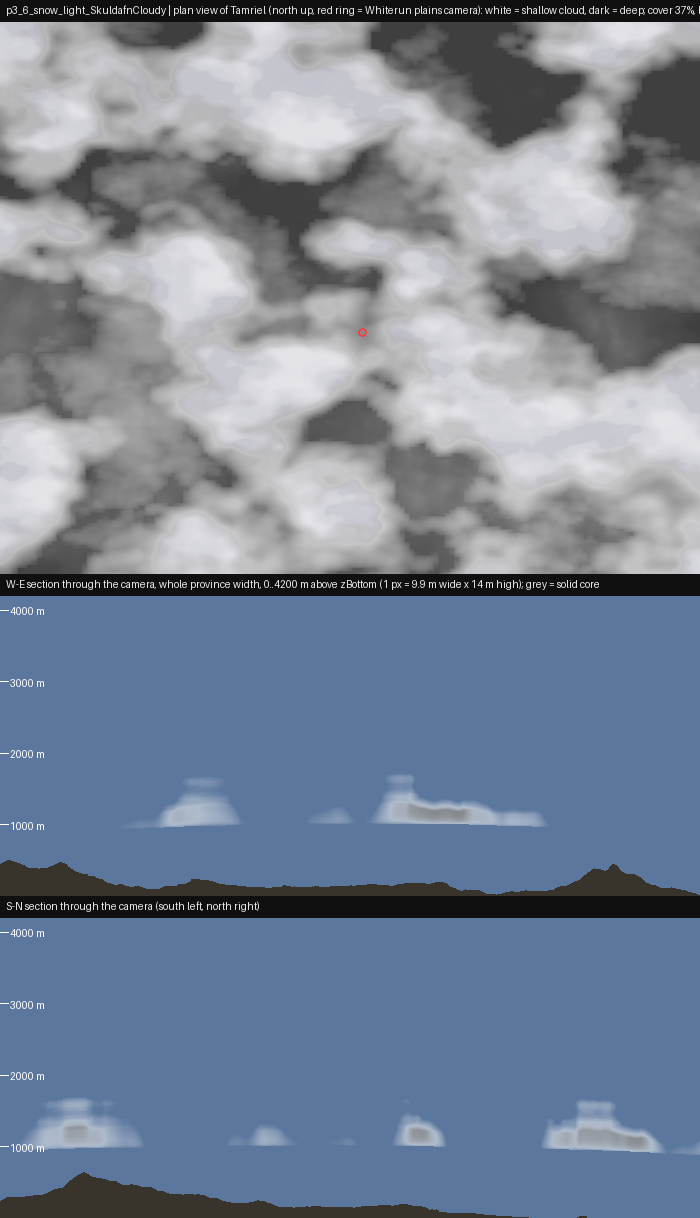 p3_6_snow_light_SkuldafnCloudy | plan view of Tamriel (north up, red ring = Whiterun plains camera): white = shallow cloud, dark = deep; cover 37%,
W-E section through the camera, whole province width, 0..4200 m above zBottom (1 px = 9.9 m wide x 14 m high); grey = solid core
4000 m
3000 m
2000 m
1000 m
S-N section through the camera (south left, north right)
4000 m
3000 m
2000 m
1000 m